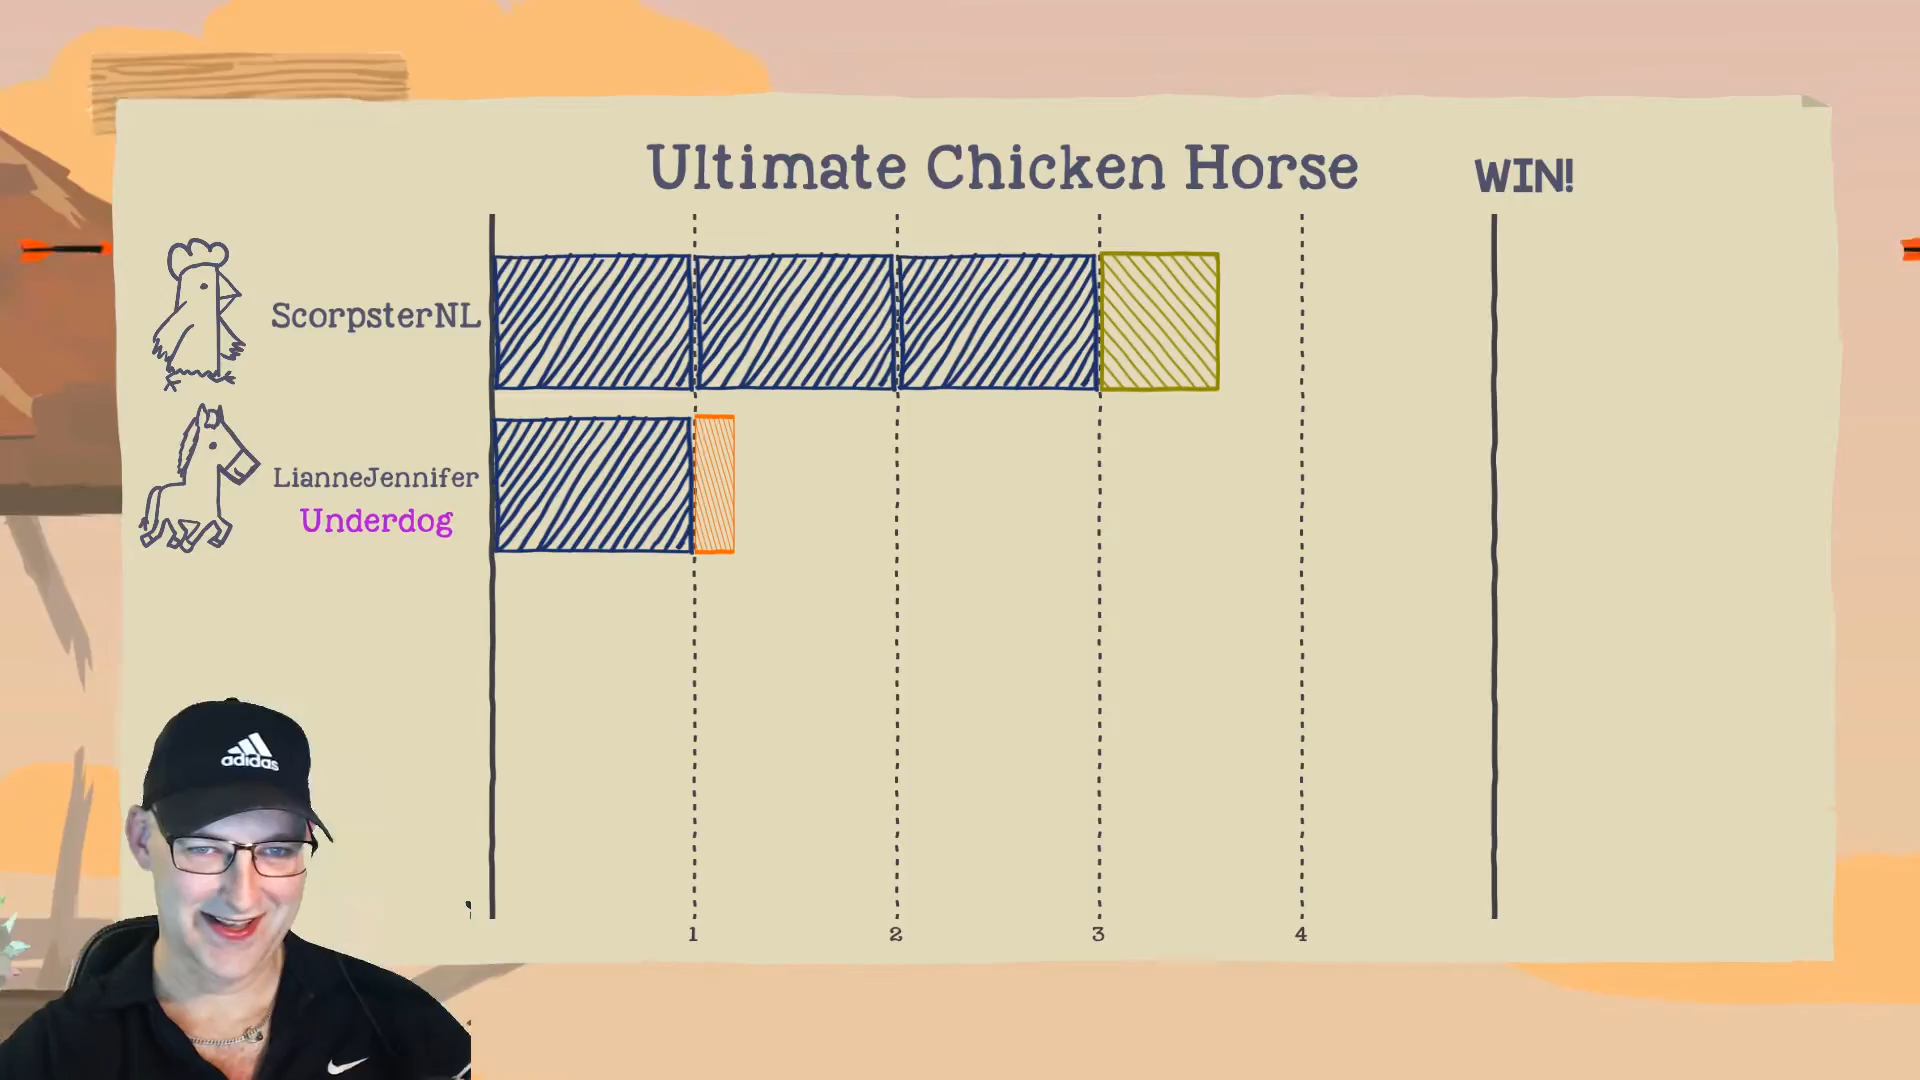 Ultimate Chicken Horse
WIN!
ScorpsterNL
LianneJennifer
Underdog
1
2
3
4
adidas